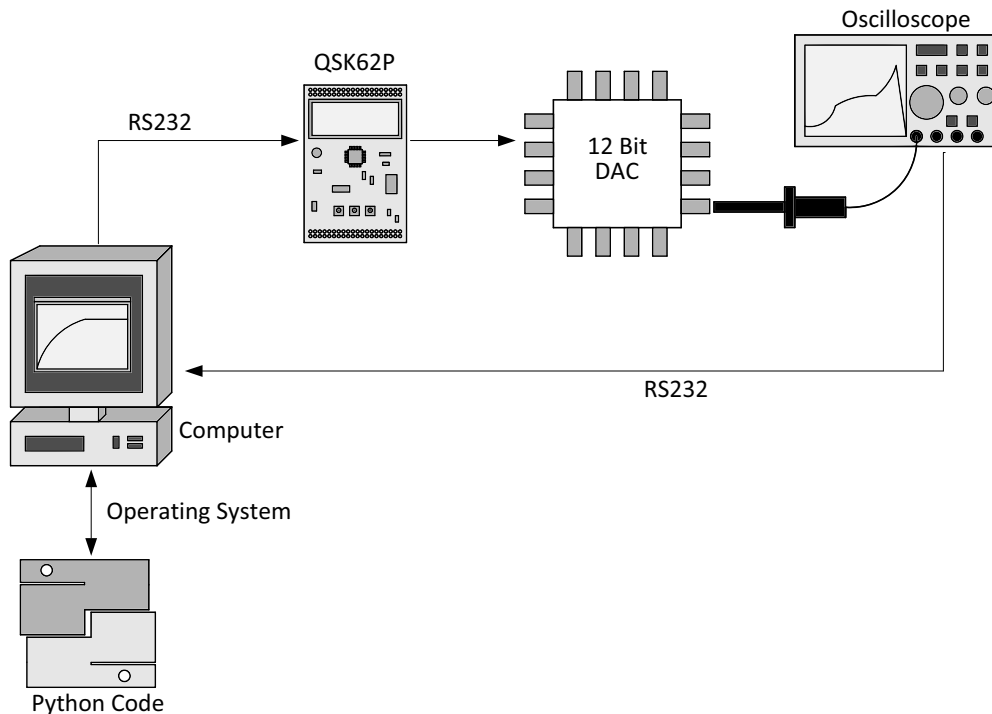 Oscilloscope
QSK62P
RS232
12 Bit
DAC
RS232
Computer
Operating System
Python Code